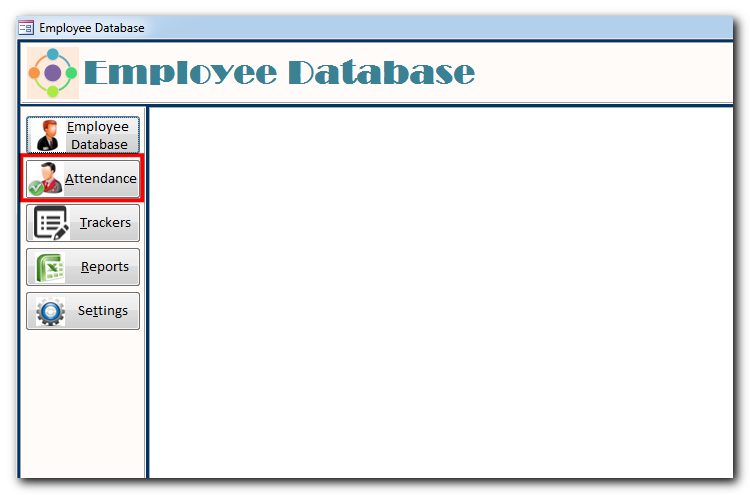 Employee Database
Employee Database
Employee
Database
Attendance
Trackers
Reports
Settings